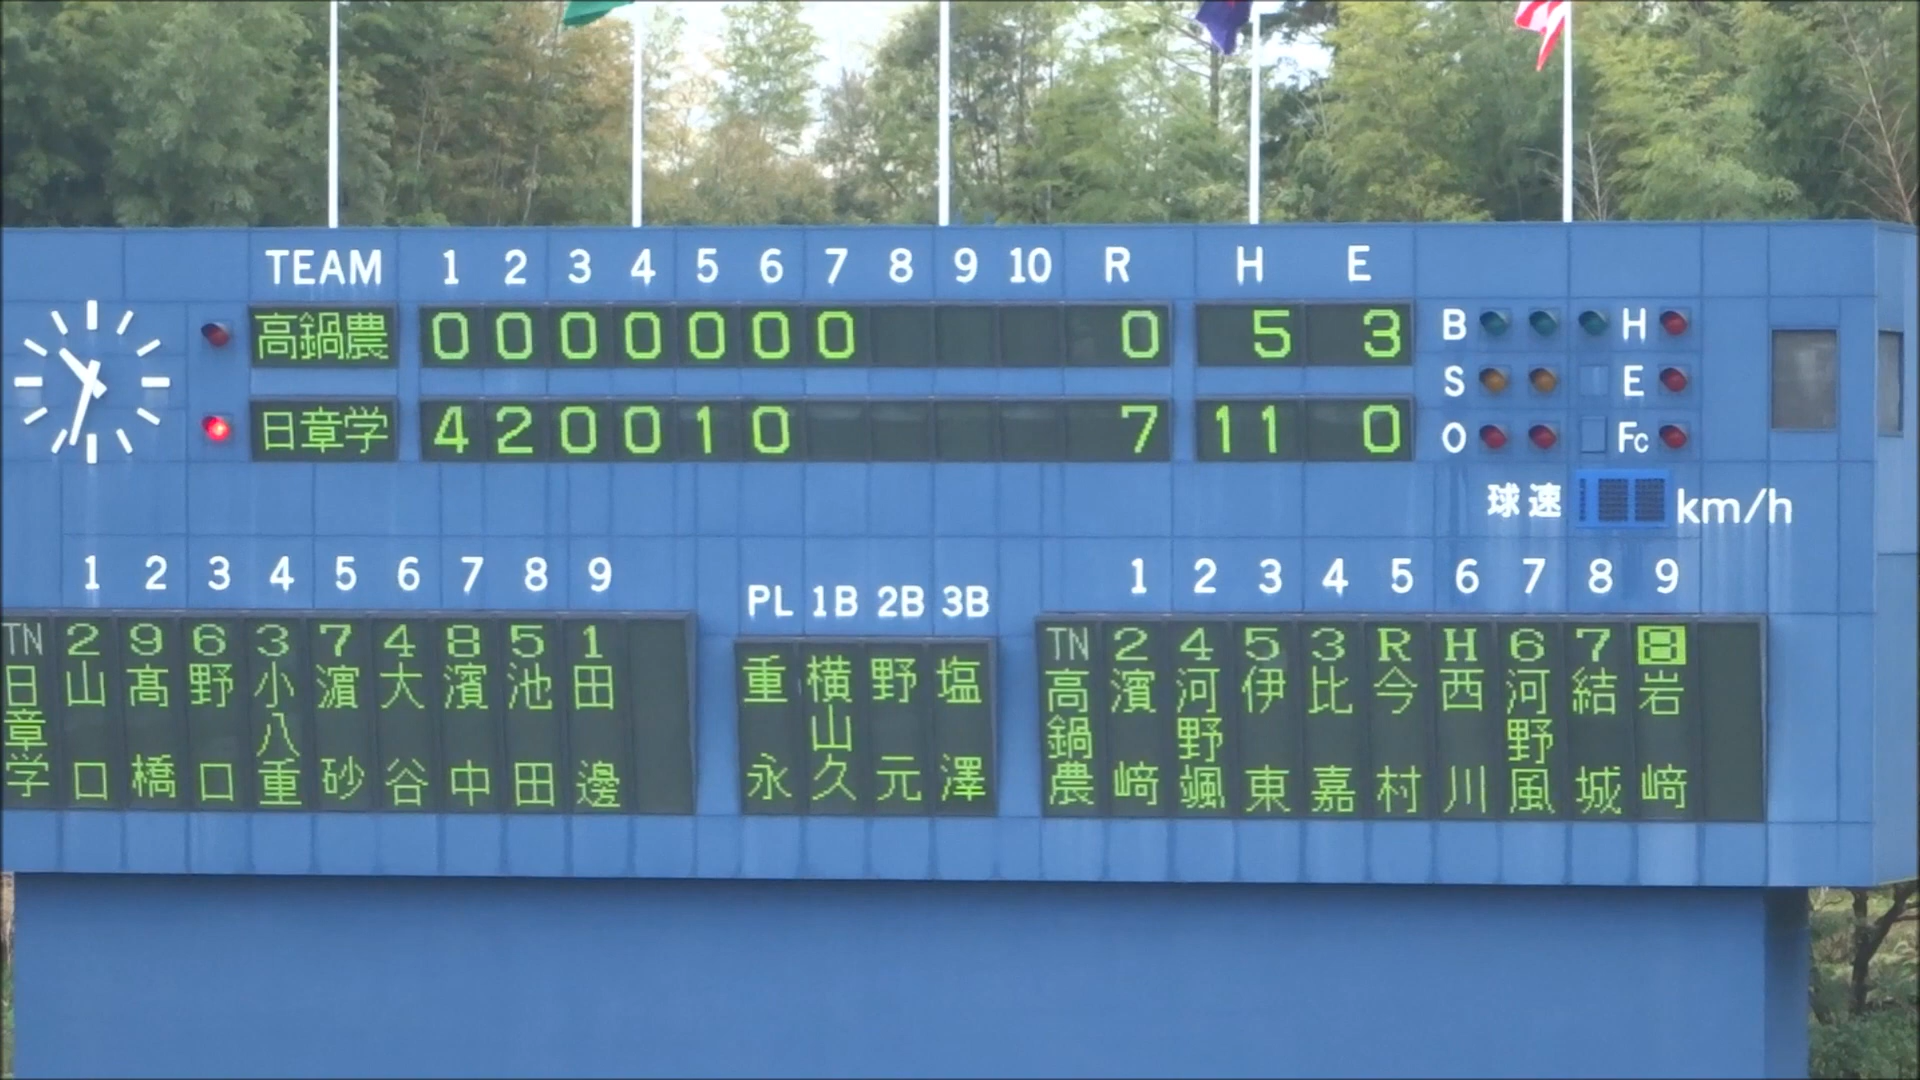 TEAM 1 2 3 4 5 6 7 8 9 10 R H E
高鍋農 0 0 0 0 0 0 0 0 5 3 B H
S E
日章学 4 2 0 0 1 0 7 11 0 O Fc
球速 km/h
1 2 3 4 5 6 7 8 9
PL 1B 2B 3B
1 2 3 4 5 6 7 8 9
TN 日章学
2 山口
9 髙橋
6 野口
3 小八重
7 濵砂
4 大谷
8 濱中
5 池田
1 田邊
重永
横山久
野元
塩澤
TN 高鍋農
2 濱﨑
4 河野颯
5 伊東
3 比嘉
R 今村
H 西川
6 河野風
7 結城
8 岩﨑